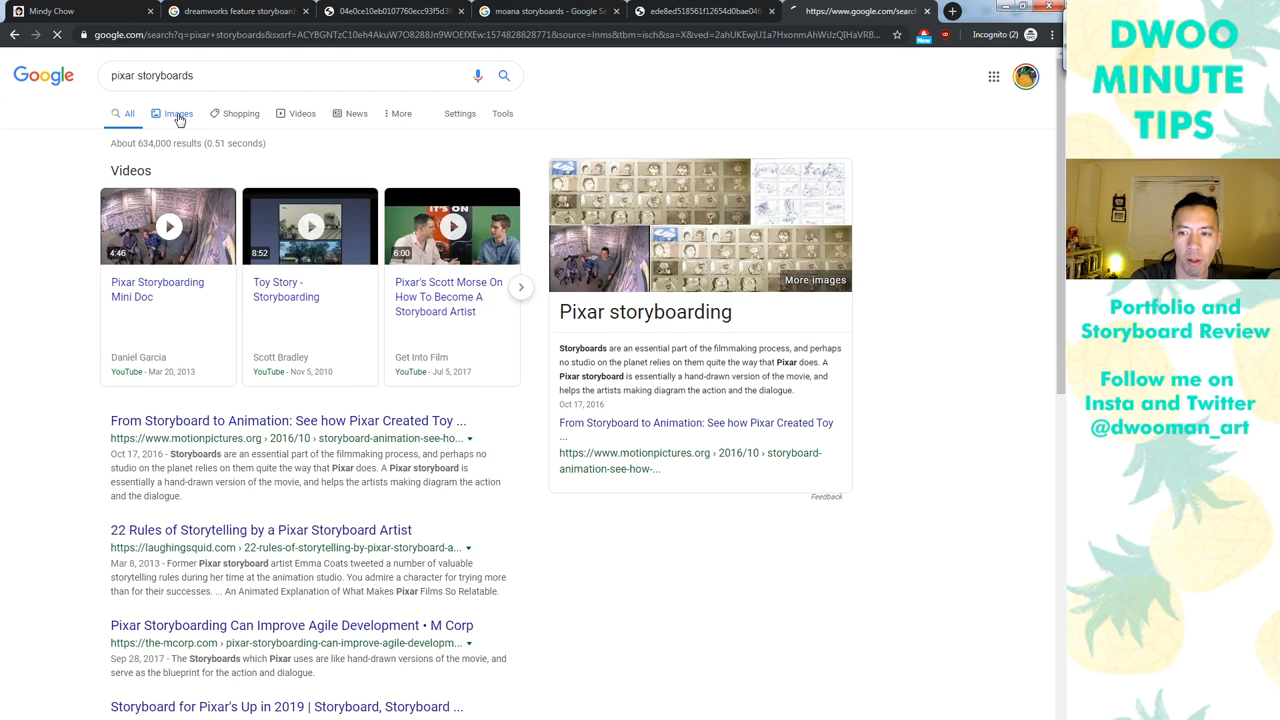 Mindy Chow
dreamworks feature storyboard
04e0ce10eb0107760ecc93f5d3
moana storyboards - Google Se
ede8ed518561f12654d0bae046
https://www.google.com/search
google.com/search?q=pixar+storyboards&sxsrf=
New
Incognito (2)
Google
pixar storyboards
All
Images
Shopping
Videos
News
More
Settings
Tools
About 634,000 results (0.51 seconds)
Videos
4:46
8:52
IT'S ON
6:00
Pixar Storyboarding
Mini Doc
Toy Story -
Storyboarding
Pixar's Scott Morse On
How To Become A
Storyboard Artist
Daniel Garcia
YouTube - Mar 20, 2013
Scott Bradley
YouTube - Nov 5, 2010
Get Into Film
YouTube - Jul 5, 2017
More images
Pixar storyboarding
Storyboards are an essential part of the filmmaking process, and perhaps
no studio on the planet relies on them quite the way that Pixar does. A
Pixar storyboard is essentially a hand-drawn version of the movie, and
helps the artists making diagram the action and the dialogue.
Oct 17, 2016
From Storyboard to Animation: See how Pixar Created Toy
...
https://www.motionpictures.org › 2016/10 › storyboard-
animation-see-how-...
Feedback
From Storyboard to Animation: See how Pixar Created Toy ...
https://www.motionpictures.org › 2016/10 › storyboard-animation-see-ho...
Oct 17, 2016 - Storyboards are an essential part of the filmmaking process, and perhaps no
studio on the planet relies on them quite the way that Pixar does. A Pixar storyboard is
essentially a hand-drawn version of the movie, and helps the artists making diagram the action
and the dialogue.
22 Rules of Storytelling by a Pixar Storyboard Artist
https://laughingsquid.com › 22-rules-of-storytelling-by-pixar-storyboard-a...
Mar 8, 2013 - Former Pixar storyboard artist Emma Coats tweeted a number of valuable
storytelling rules during her time at the animation studio. You admire a character for trying more
than for their successes. ... An Animated Explanation of What Makes Pixar Films So Relatable.
Pixar Storyboarding Can Improve Agile Development • M Corp
https://the-mcorp.com › pixar-storyboarding-can-improve-agile-developm...
Sep 28, 2017 - The Storyboards which Pixar uses are like hand-drawn versions of the movie, and
serve as the blueprint for the action and dialogue.
Storyboard for Pixar's Up in 2019 | Storyboard, Storyboard ...
DWOO
MINUTE
TIPS
Portfolio and
Storyboard Review
Follow me on
Insta and Twitter
@dwooman_art